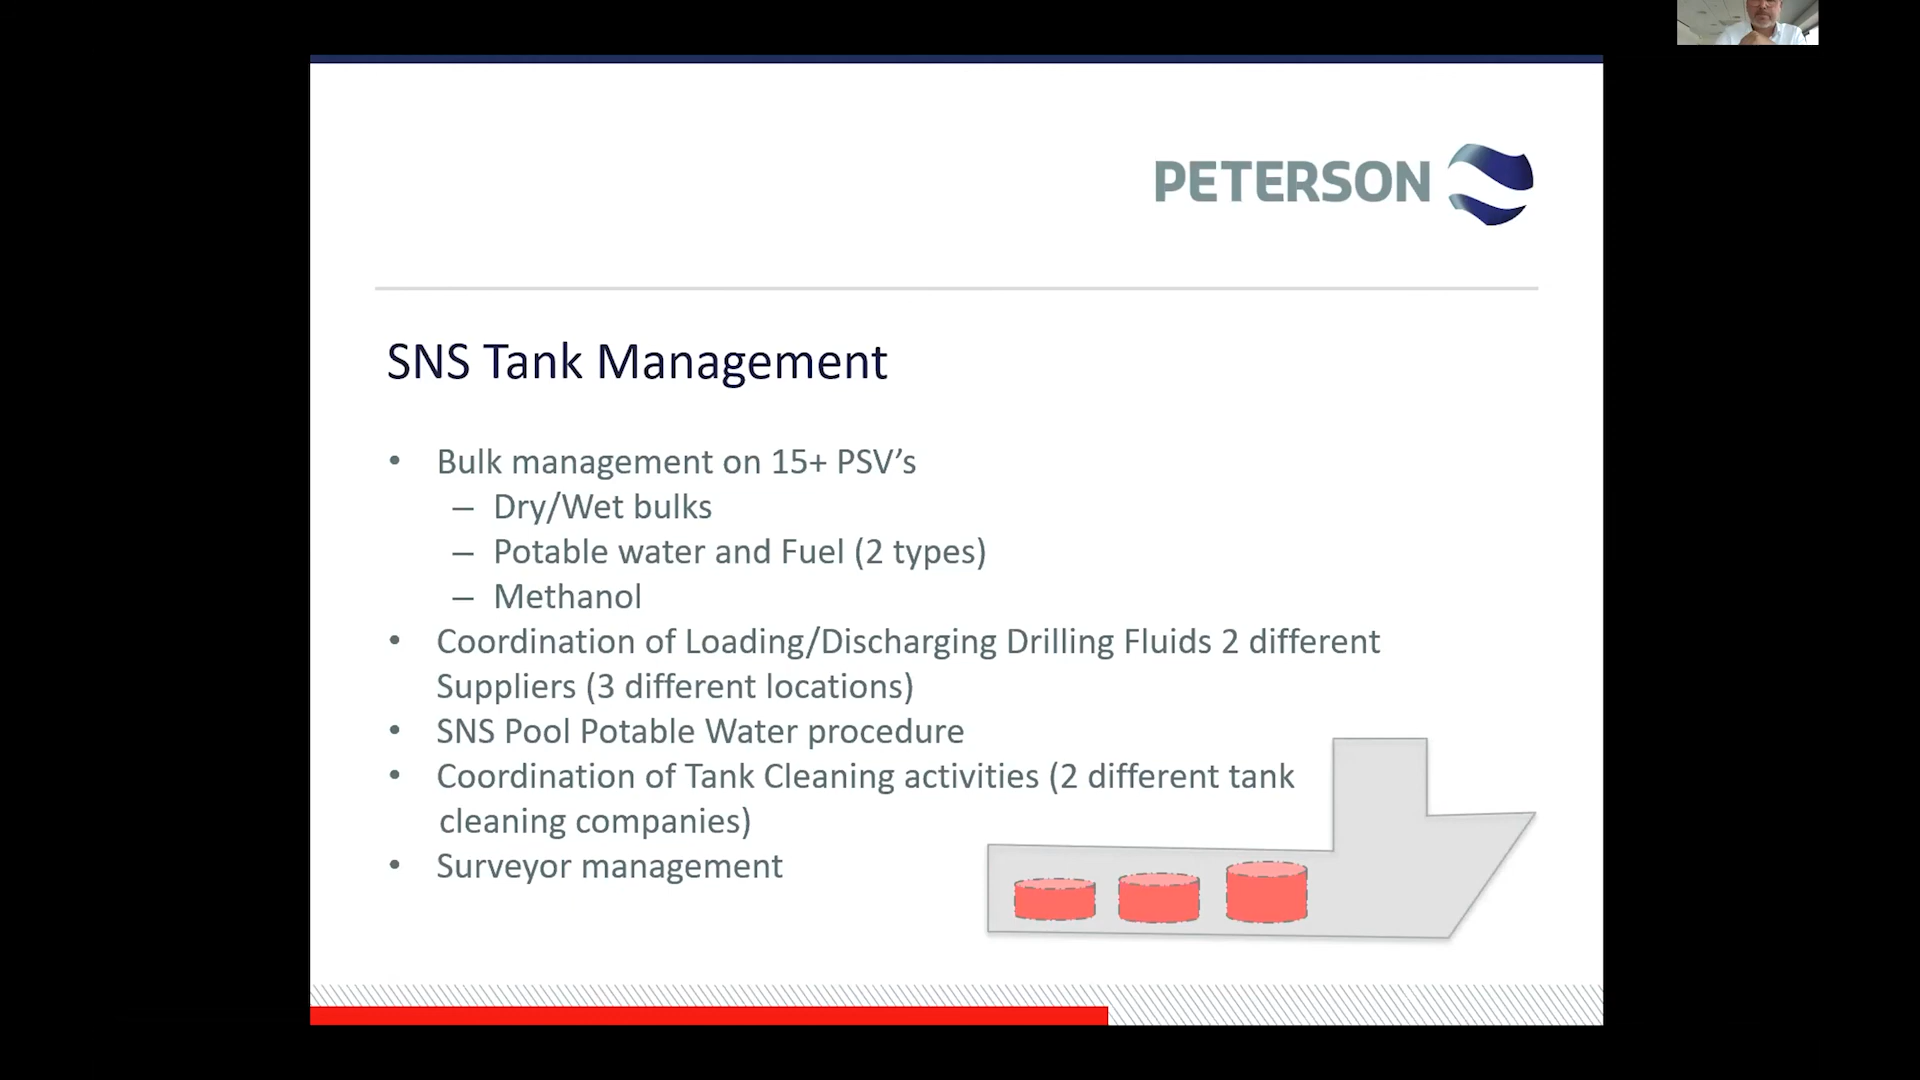 PETERSON
SNS Tank Management
• Bulk management on 15+ PSV’s
– Dry/Wet bulks
– Potable water and Fuel (2 types)
– Methanol
• Coordination of Loading/Discharging Drilling Fluids 2 different
Suppliers (3 different locations)
• SNS Pool Potable Water procedure
• Coordination of Tank Cleaning activities (2 different tank
cleaning companies)
• Surveyor management